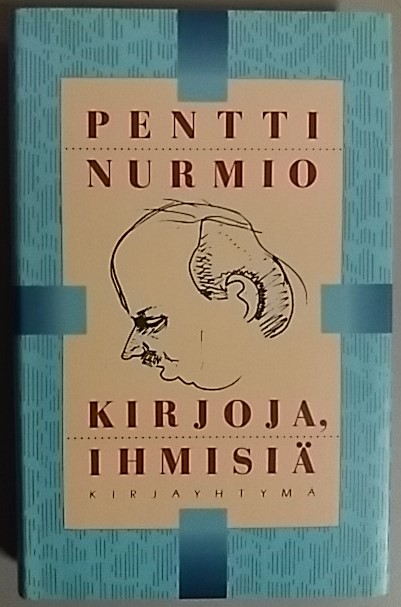 PENTTI
NURMIO
KIRJOJA,
IHMISIÄ
KIRJAYHTYMÄ